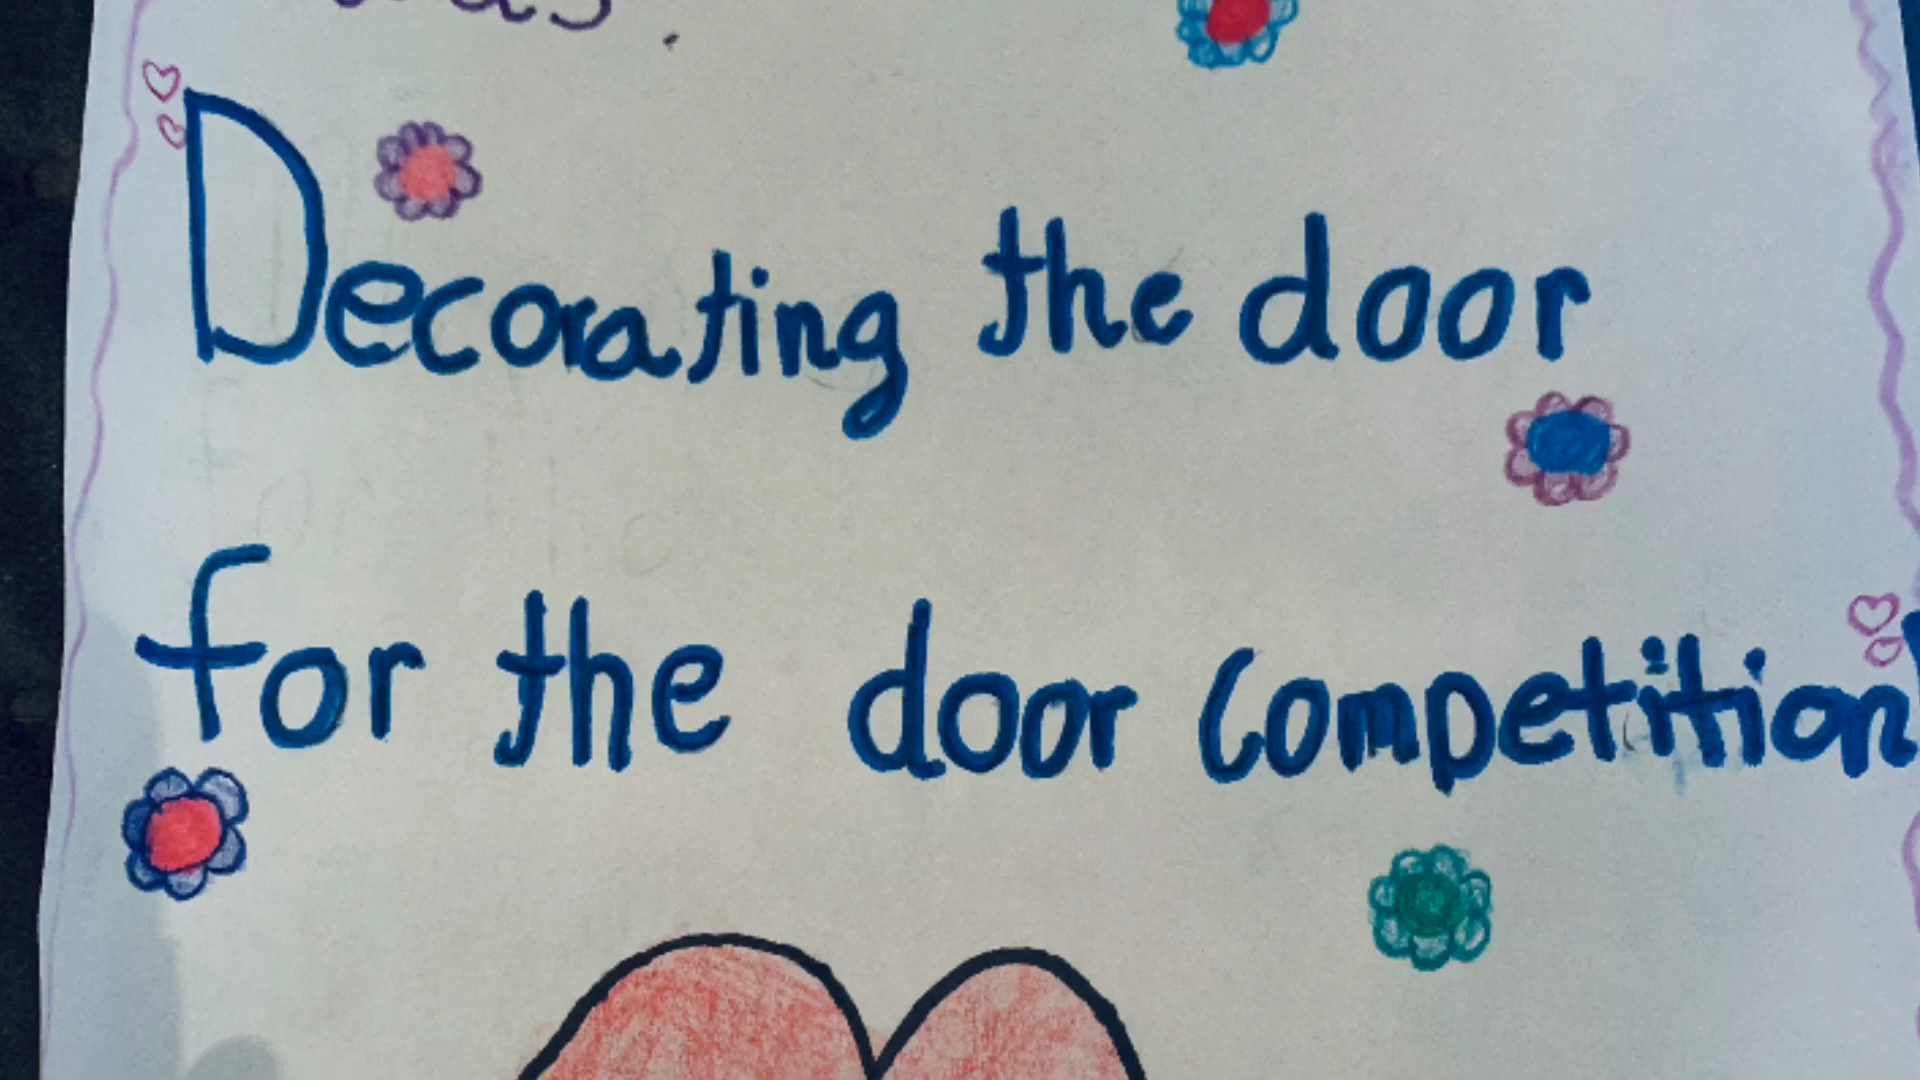 Decorating the door
for the door competition